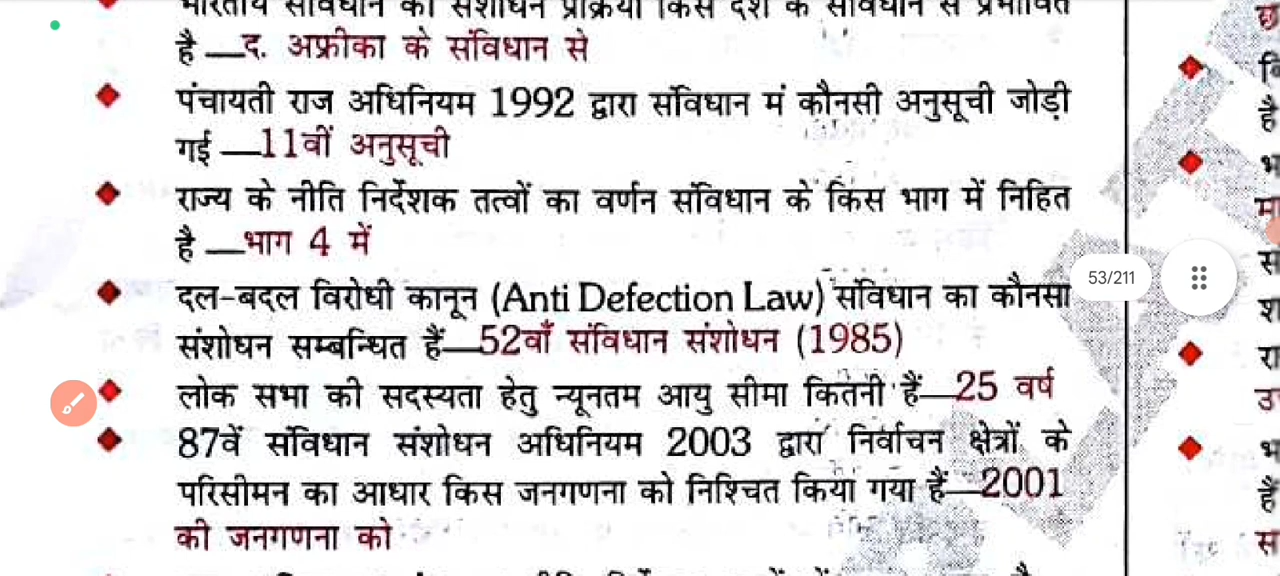 भारतीय संविधान की संशोधन प्रक्रिया किस देश के संविधान से प्रभावित
है —द. अफ्रीका के संविधान से
पंचायती राज अधिनियम 1992 द्वारा संविधान मं कौनसी अनुसूची जोड़ी
गई —11वीं अनुसूची
राज्य के नीति निर्देशक तत्वों का वर्णन संविधान के किस भाग में निहित
है —भाग 4 में
दल-बदल विरोधी कानून (Anti Defection Law) संविधान का कौनसा
संशोधन सम्बन्धित हैं—52वाँ संविधान संशोधन (1985)
लोक सभा की सदस्यता हेतु न्यूनतम आयु सीमा कितनी हैं—25 वर्ष
87वें संविधान संशोधन अधिनियम 2003 द्वारा निर्वाचन क्षेत्रों के
परिसीमन का आधार किस जनगणना को निश्चित किया गया हैं—2001
की जनगणना को
53/211